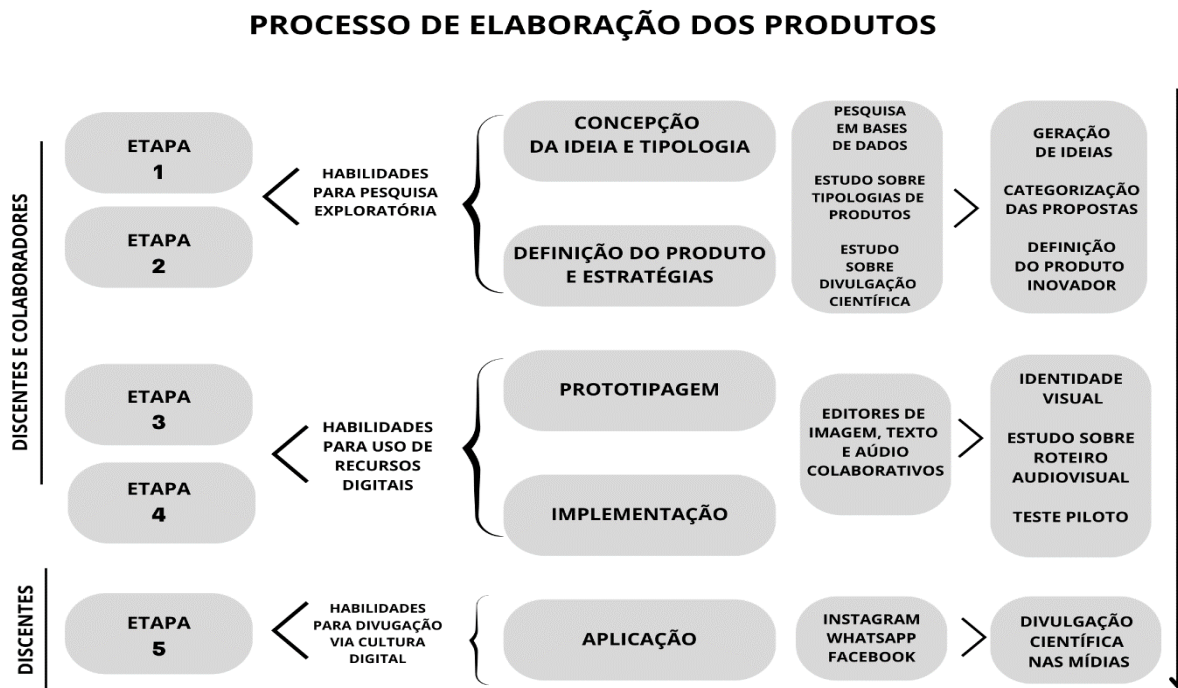 PROCESSO DE ELABORAÇÃO DOS PRODUTOS
DISCENTES E COLABORADORES
ETAPA
1
ETAPA
2
HABILIDADES
PARA PESQUISA
EXPLORATÓRIA
CONCEPÇÃO
DA IDEIA E TIPOLOGIA
DEFINIÇÃO DO PRODUTO
E ESTRATÉGIAS
PESQUISA
EM BASES
DE DADOS
ESTUDO SOBRE
TIPOLOGIAS DE
PRODUTOS
ESTUDO
SOBRE
DIVULGAÇÃO
CIENTÍFICA
GERAÇÃO
DE IDEIAS
CATEGORIZAÇÃO
DAS PROPOSTAS
DEFINIÇÃO
DO PRODUTO
INOVADOR
ETAPA
3
ETAPA
4
HABILIDADES
PARA USO DE
RECURSOS
DIGITAIS
PROTOTIPAGEM
IMPLEMENTAÇÃO
EDITORES DE
IMAGEM, TEXTO
E AÚDIO
COLABORATIVOS
IDENTIDADE
VISUAL
ESTUDO SOBRE
ROTEIRO
AUDIOVISUAL
TESTE PILOTO
DISCENTES
ETAPA
5
HABILIDADES
PARA DIVUGAÇÃO
VIA CULTURA
DIGITAL
APLICAÇÃO
INSTAGRAM
WHATSAPP
FACEBOOK
DIVULGAÇÃO
CIENTÍFICA
NAS MÍDIAS